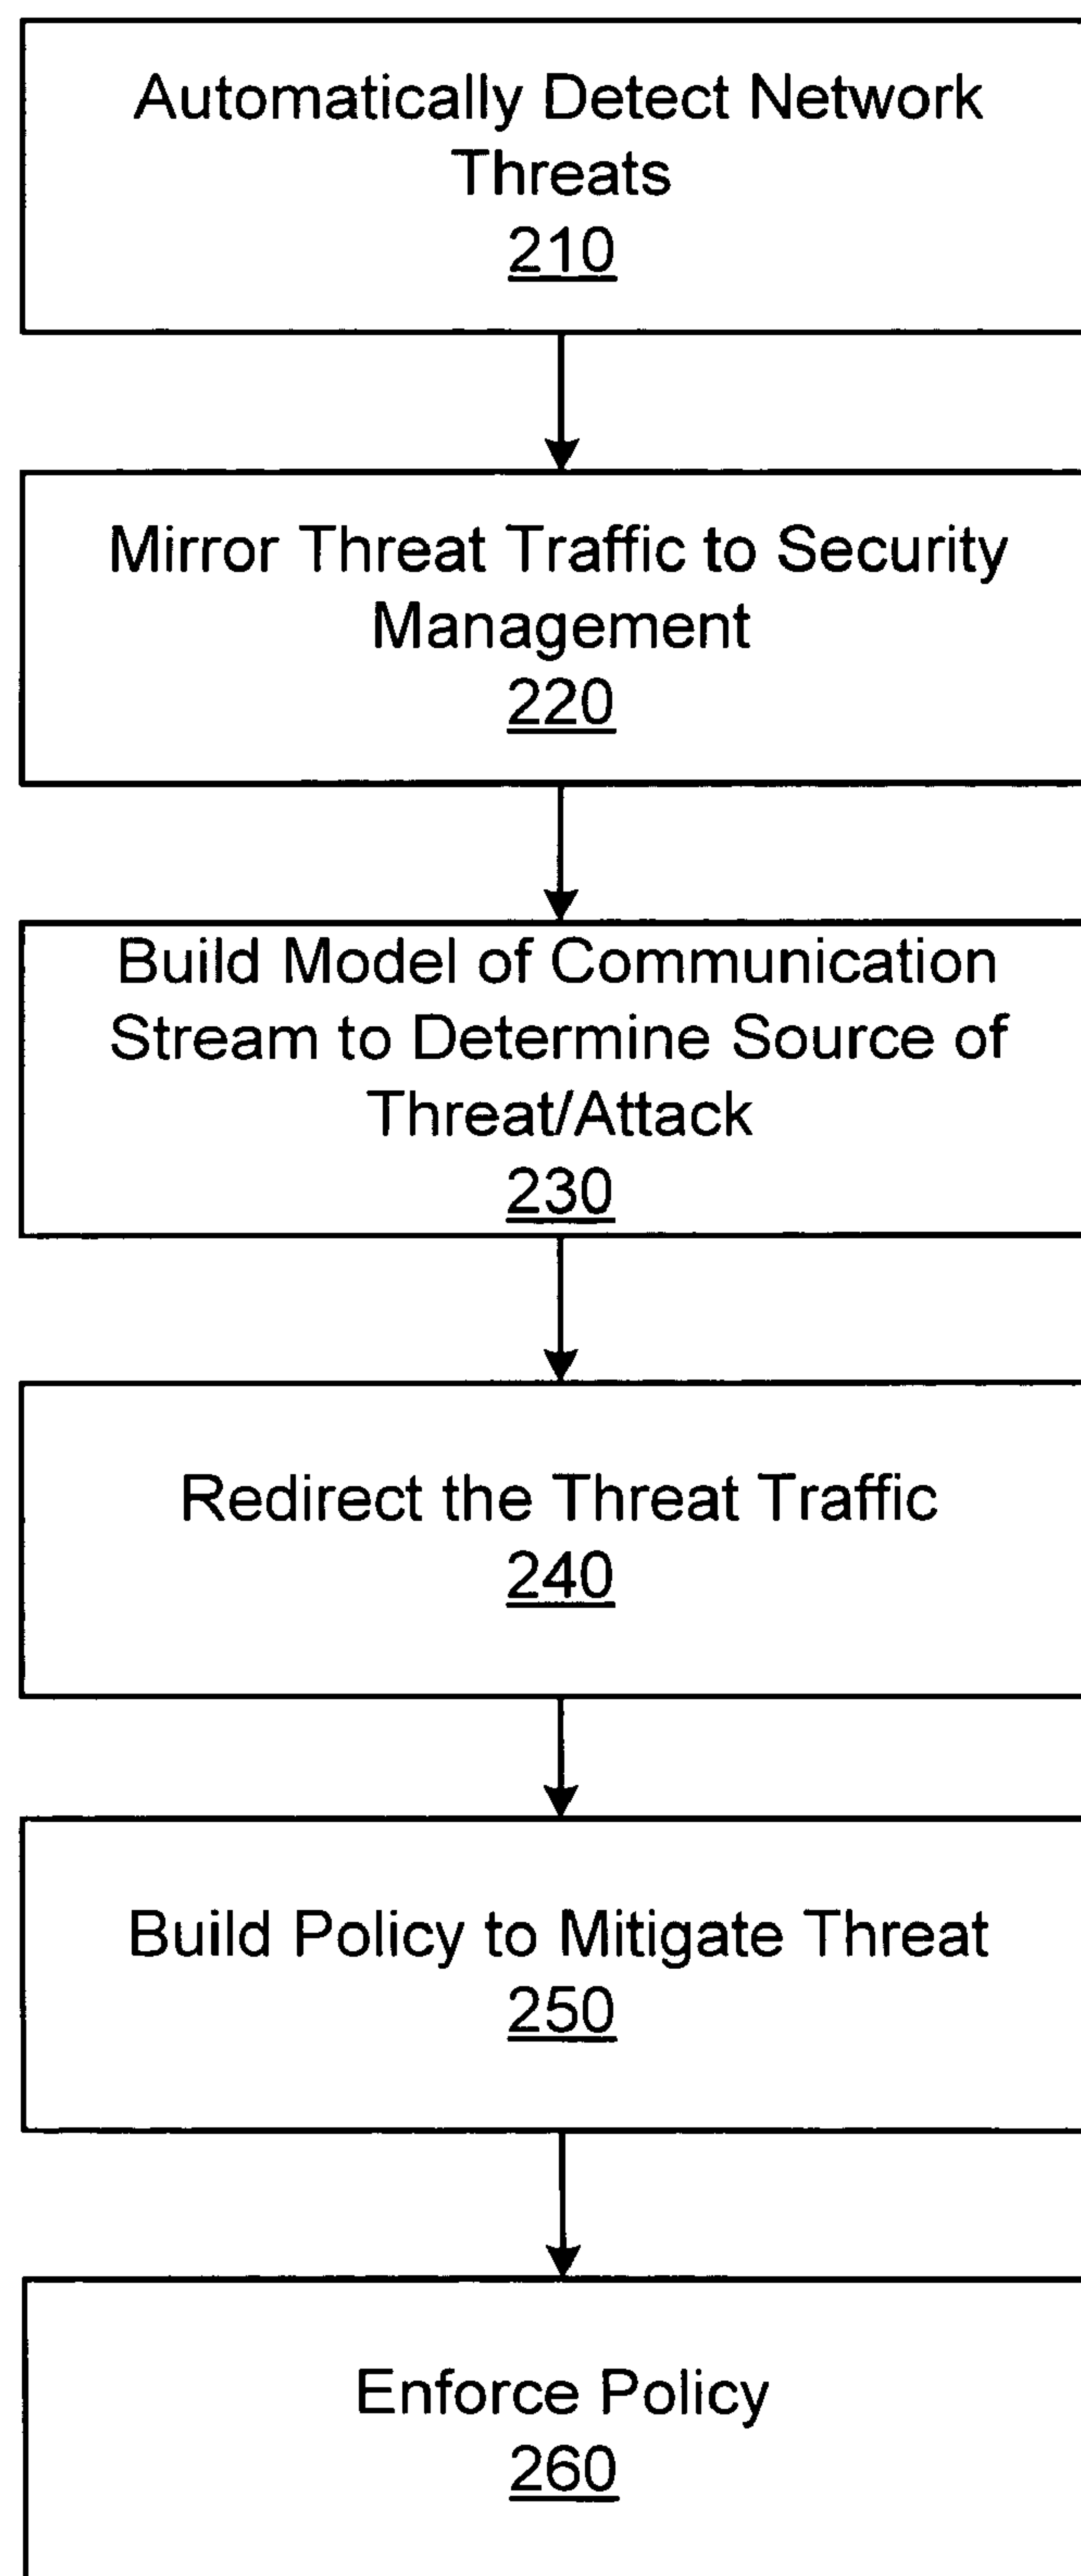 Automatically Detect Network
Threats
210
Mirror Threat Traffic to Security
Management
220
Build Model of Communication
Stream to Determine Source of
Threat/Attack
230
Redirect the Threat Traffic
240
Build Policy to Mitigate Threat
250
Enforce Policy
260